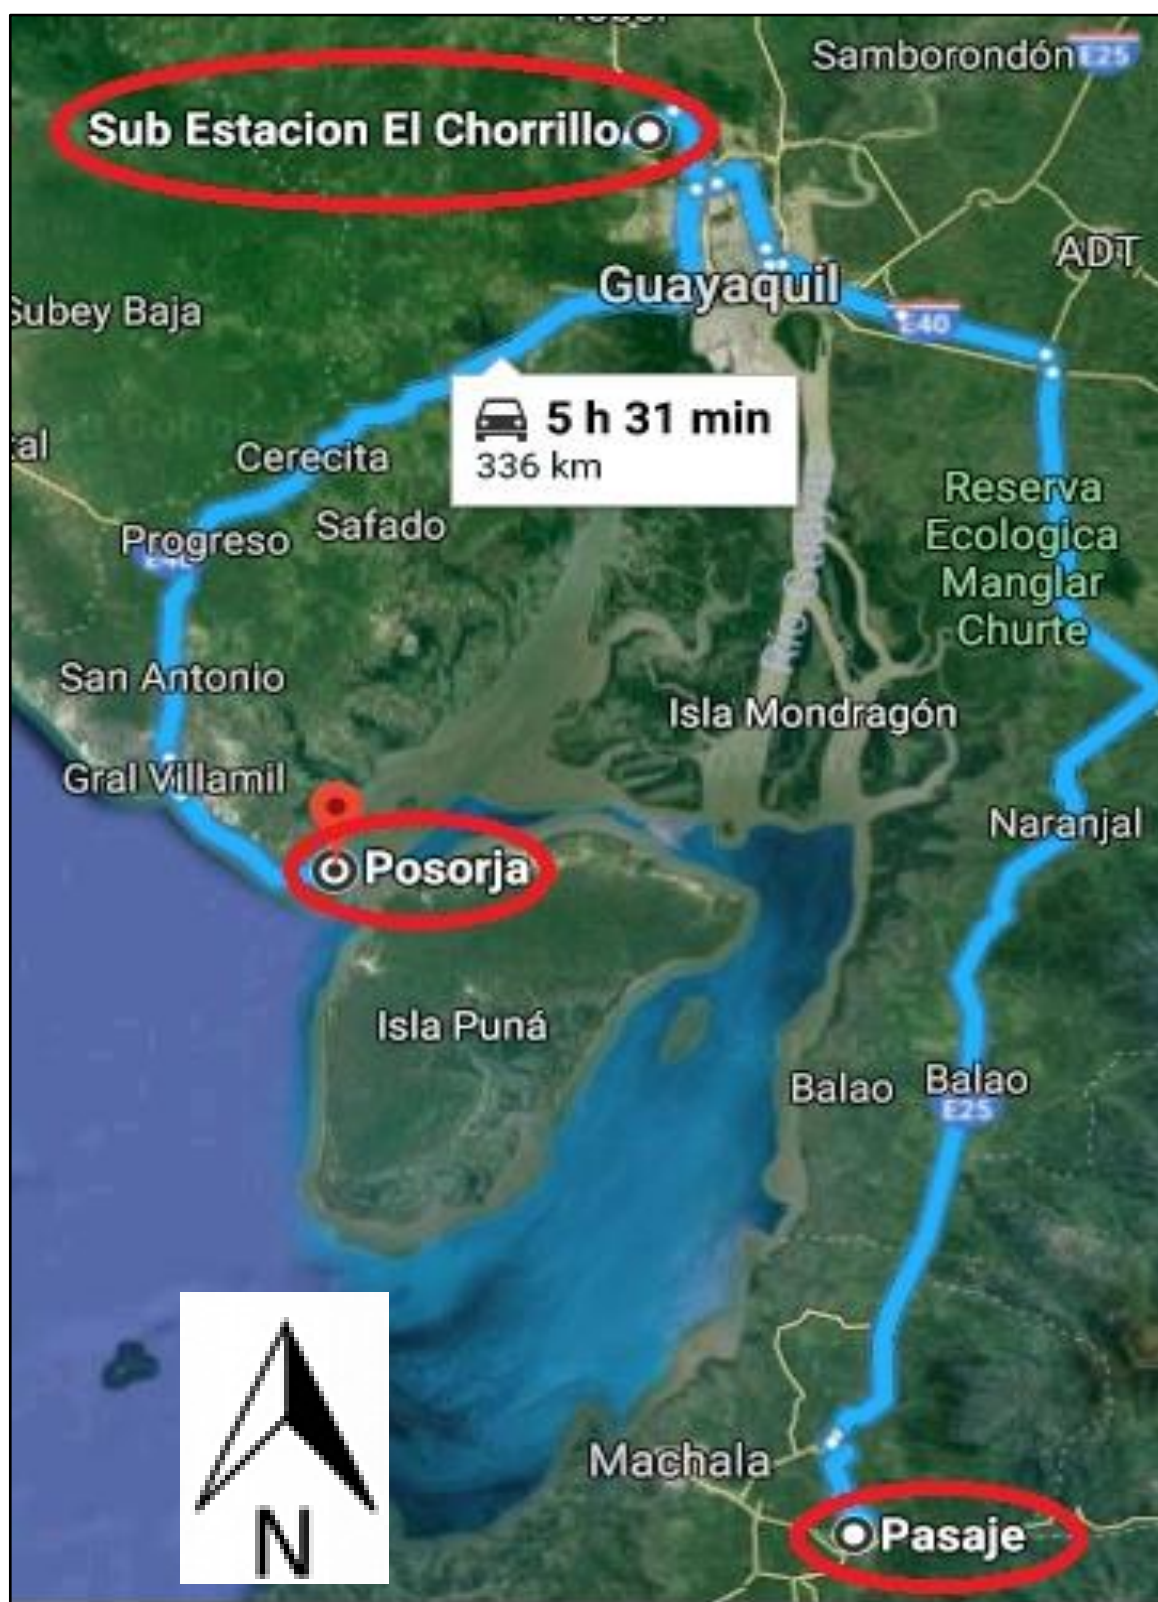 Samborondón
E25
Sub Estacion El Chorrillo
ADT
Guayaquil
Subey Baja
E40
5 h 31 min
336 km
Cerecita
Reserva
Ecologica
Manglar
Churte
Safado
Progreso
San Antonio
Isla Mondragón
Gral Villamil
Naranjal
Posorja
Isla Puná
Balao
Balao
E25
Machala
Pasaje
N